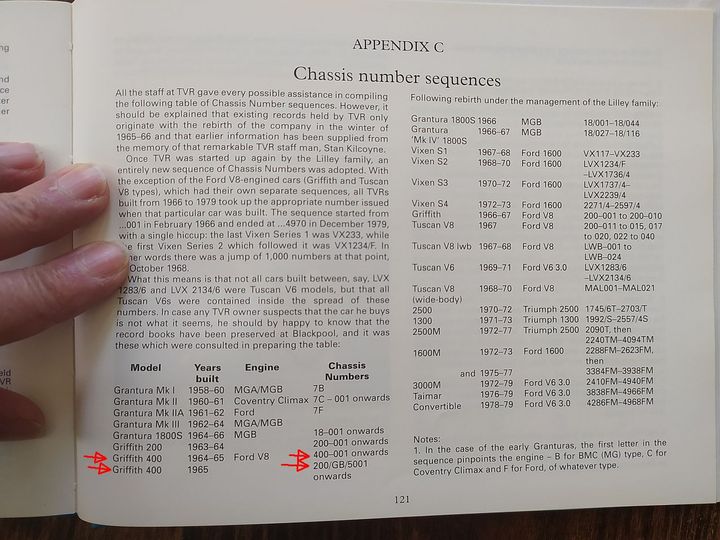 APPENDIX C
Chassis number sequences
All the staff at TVR gave every possible assistance in compiling
the following table of Chassis Number sequences. However, it
should be explained that existing records held by TVR only
originate with the rebirth of the company in the winter of
1965–66 and that earlier information has been supplied from
the memory of that remarkable TVR staff man, Stan Kilcoyne.
Once TVR was started up again by the Lilley family, an
entirely new sequence of Chassis Numbers was adopted. With
the exception of the Ford V8-engined cars (Griffith and Tuscan
V8 types), which had their own separate sequences, all TVRs
built from 1966 to 1979 took up the appropriate number issued
when that particular car was built. The sequence started from
...001 in February 1966 and ended at ...4970 in December 1979,
with a single hiccup: the last Vixen Series 1 was VX233, while
first Vixen Series 2 which followed it was VX1234/F. In
words there was a jump of 1,000 numbers at that point,
October 1968.
What this means is that not all cars built between, say, LVX
1283/6 and LVX 2134/6 were Tuscan V6 models, but that all
Tuscan V6s were contained inside the spread of these
numbers. In case any TVR owner suspects that the car he buys
is not what it seems, he should by happy to know that the
record books have been preserved at Blackpool, and it was
these which were consulted in preparing the table:
Model Years built Engine Chassis Numbers
Grantura Mk I 1958–60 MGA/MGB 7B
Grantura Mk II 1960–61 Coventry Climax 7C – 001 onwards
Grantura Mk IIA 1961–62 Ford 7F
Grantura Mk III 1962–64 MGA/MGB
Grantura 1800S 1964–66 MGB 18–001 onwards
Griffith 200 1963–64 200–001 onwards
Griffith 400 1964–65 Ford V8 400–001 onwards
Griffith 400 1965 200/GB/5001
onwards
Following rebirth under the management of the Lilley family:
Grantura 1800S 1966 MGB 18/001–18/044
Grantura 1966–67 MGB 18/027–18/116
'Mk IV' 1800S
Vixen S1 1967–68 Ford 1600 VX117–VX233
Vixen S2 1968–70 Ford 1600 LVX1234/F
–LVX1736/4
Vixen S3 1970–72 Ford 1600 LVX1737/4–
LVX2239/4
Vixen S4 1972–73 Ford 1600 2271/4–2597/4
Griffith 1966–67 Ford V8 200–001 to 200–010
Tuscan V8 1967 Ford V8 200–011 to 015, 017
to 020, 022 to 040
Tuscan V8 lwb 1967–68 Ford V8 LWB–001 to
LWB–024
Tuscan V6 1969–71 Ford V6 3.0 LVX1283/6
–LVX2134/6
Tuscan V8 1968–70 Ford V8 MAL001–MAL021
(wide-body)
2500 1970–72 Triumph 2500 1745/6T–2703/T
1300 1971–73 Triumph 1300 1992/S–2557/4S
2500M 1972–77 Triumph 2500 2090T, then
2240TM–4094TM
1600M 1972–73 Ford 1600 2288FM–2623FM,
then
and 1975–77 3384FM–3938FM
3000M 1972–79 Ford V6 3.0 2410FM–4940FM
Taimar 1976–79 Ford V6 3.0 3838FM–4966FM
Convertible 1978–79 Ford V6 3.0 4286FM–4968FM
Notes:
1. In the case of the early Granturas, the first letter in the
sequence pinpoints the engine – B for BMC (MG) type, C for
Coventry Climax and F for Ford, of whatever type.
121